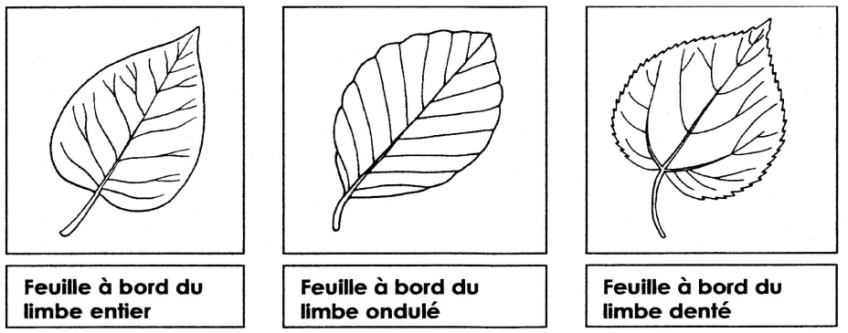 Feuille à bord du
limbe entier
Feuille à bord du
limbe ondulé
Feuille à bord du
limbe denté